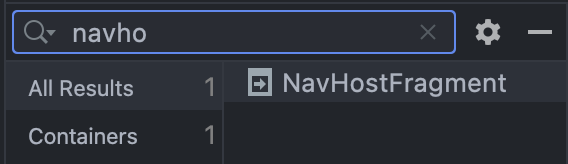 navho
All Results 1
NavHostFragment
Containers 1